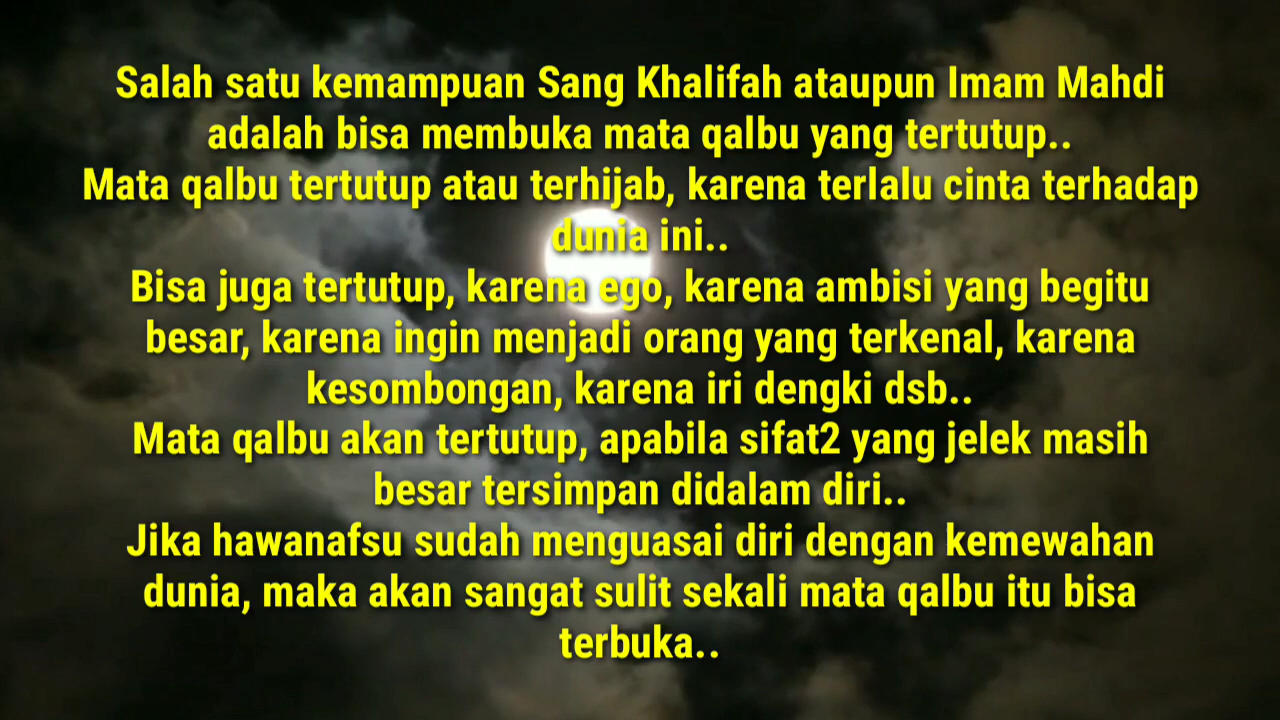 Salah satu kemampuan Sang Khalifah ataupun Imam Mahdi
adalah bisa membuka mata qalbu yang tertutup..
Mata qalbu tertutup atau terhijab, karena terlalu cinta terhadap
dunia ini..
Bisa juga tertutup, karena ego, karena ambisi yang begitu
besar, karena ingin menjadi orang yang terkenal, karena
kesombongan, karena iri dengki dsb..
Mata qalbu akan tertutup, apabila sifat2 yang jelek masih
besar tersimpan didalam diri..
Jika hawanafsu sudah menguasai diri dengan kemewahan
dunia, maka akan sangat sulit sekali mata qalbu itu bisa
terbuka..